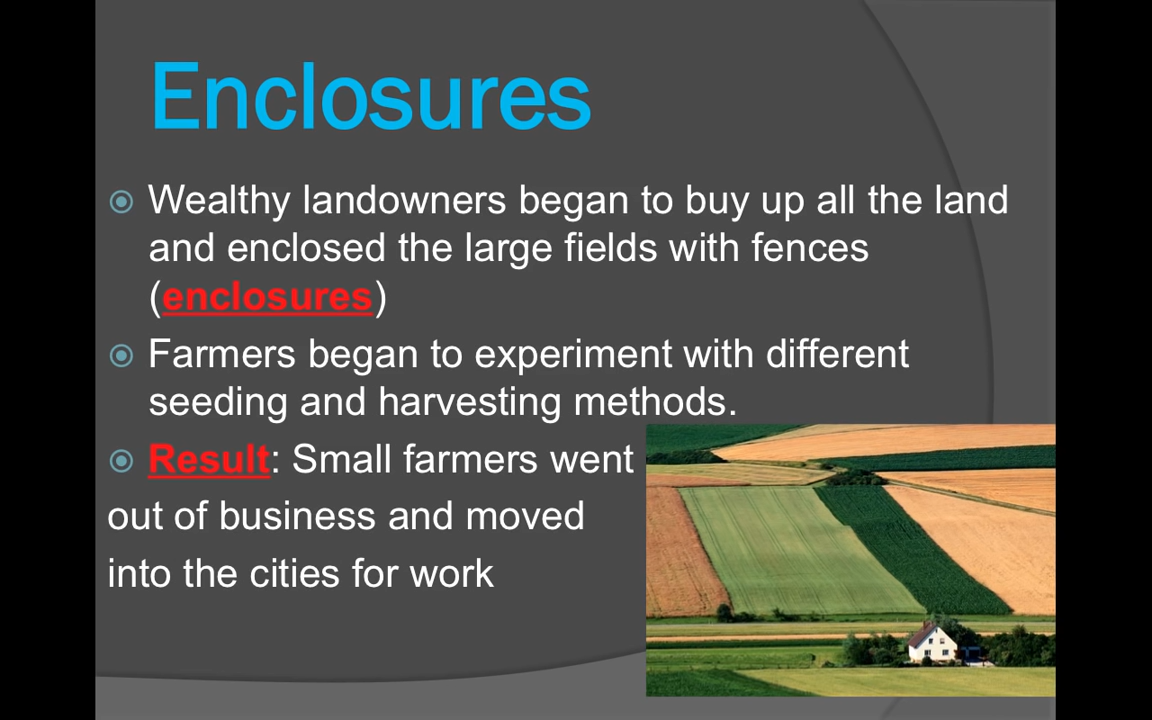 Enclosures
Wealthy landowners began to buy up all the land
and enclosed the large fields with fences
(enclosures)
Farmers began to experiment with different
seeding and harvesting methods.
Result: Small farmers went
out of business and moved
into the cities for work